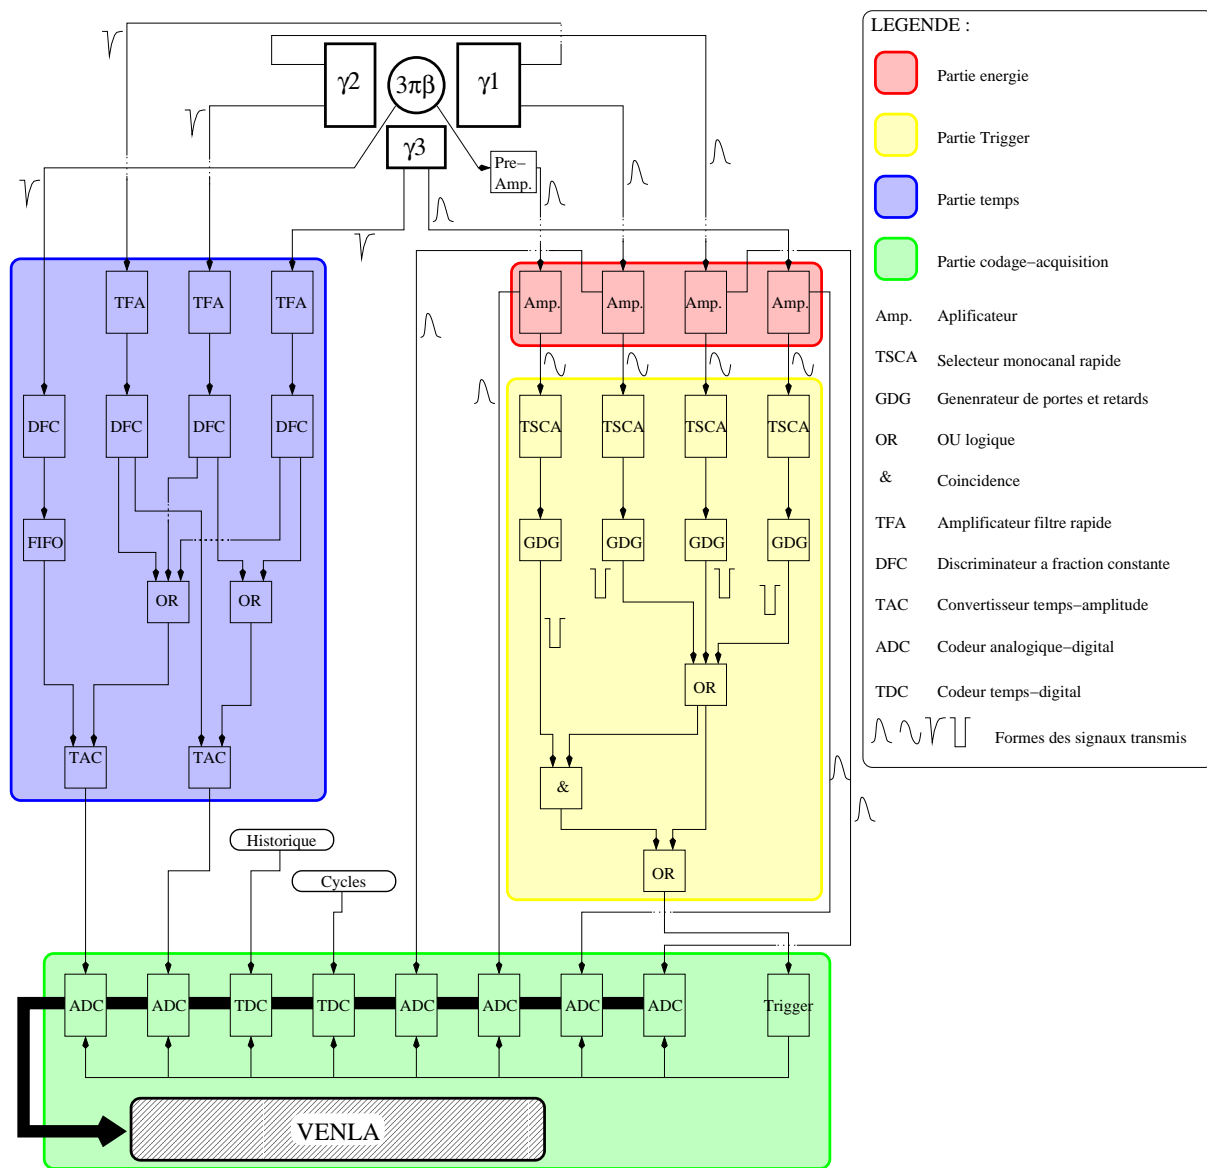 γ2
3πβ
γ1
γ3
Pre-
Amp.
TFA
TFA
TFA
Amp.
Amp.
Amp.
Amp.
DFC
DFC
DFC
DFC
TSCA
TSCA
TSCA
TSCA
FIFO
GDG
GDG
GDG
GDG
OR
OR
OR
TAC
TAC
&
Historique
OR
Cycles
ADC
ADC
TDC
TDC
ADC
ADC
ADC
ADC
Trigger
VENLA
LEGENDE :
Partie energie
Partie Trigger
Partie temps
Partie codage-acquisition
Amp. Aplificateur
TSCA Selecteur monocanal rapide
GDG Genenrateur de portes et retards
OR OU logique
& Coincidence
TFA Amplificateur filtre rapide
DFC Discriminateur a fraction constante
TAC Convertisseur temps-amplitude
ADC Codeur analogique-digital
TDC Codeur temps-digital
Formes des signaux transmis